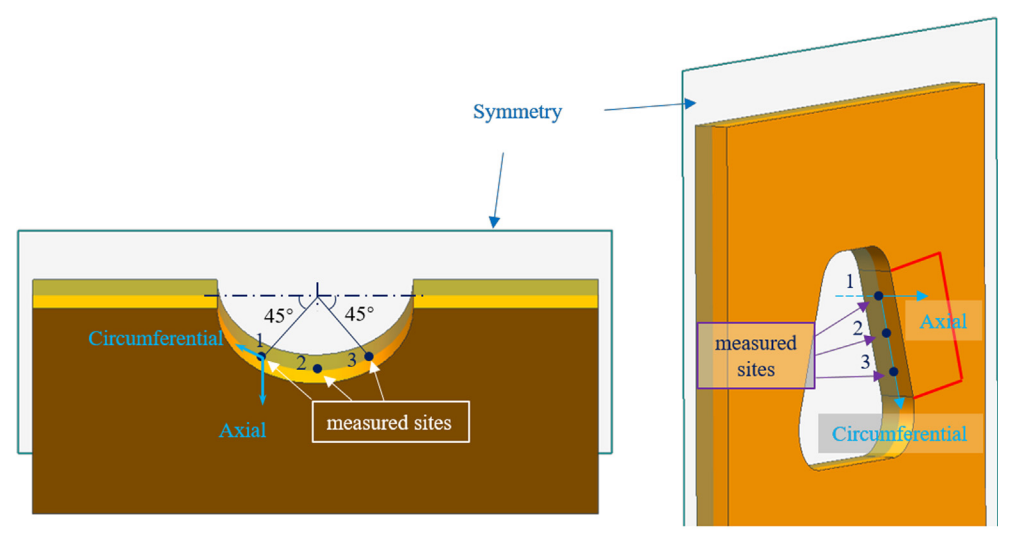 Symmetry
45°
45°
Circumferential
1
2
3
measured sites
Axial
1
Axial
2
measured
sites
3
Circumferential